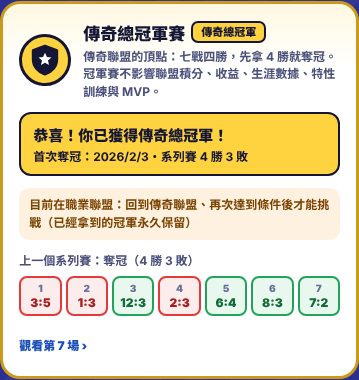 傳奇總冠軍賽 傳奇總冠軍
傳奇聯盟的頂點：七戰四勝，先拿 4 勝就奪冠。
冠軍賽不影響聯盟積分、收益、生涯數據、特性
訓練與 MVP。
恭喜！你已獲得傳奇總冠軍！
首次奪冠：2026/2/3・系列賽 4 勝 3 敗
目前在職業聯盟：回到傳奇聯盟、再次達到條件後才能挑
戰（已經拿到的冠軍永久保留）
上一個系列賽：奪冠（4 勝 3 敗）
1 2 3 4 5 6 7
3:5 1:3 12:3 2:3 6:4 8:3 7:2
觀看第 7 場 ›